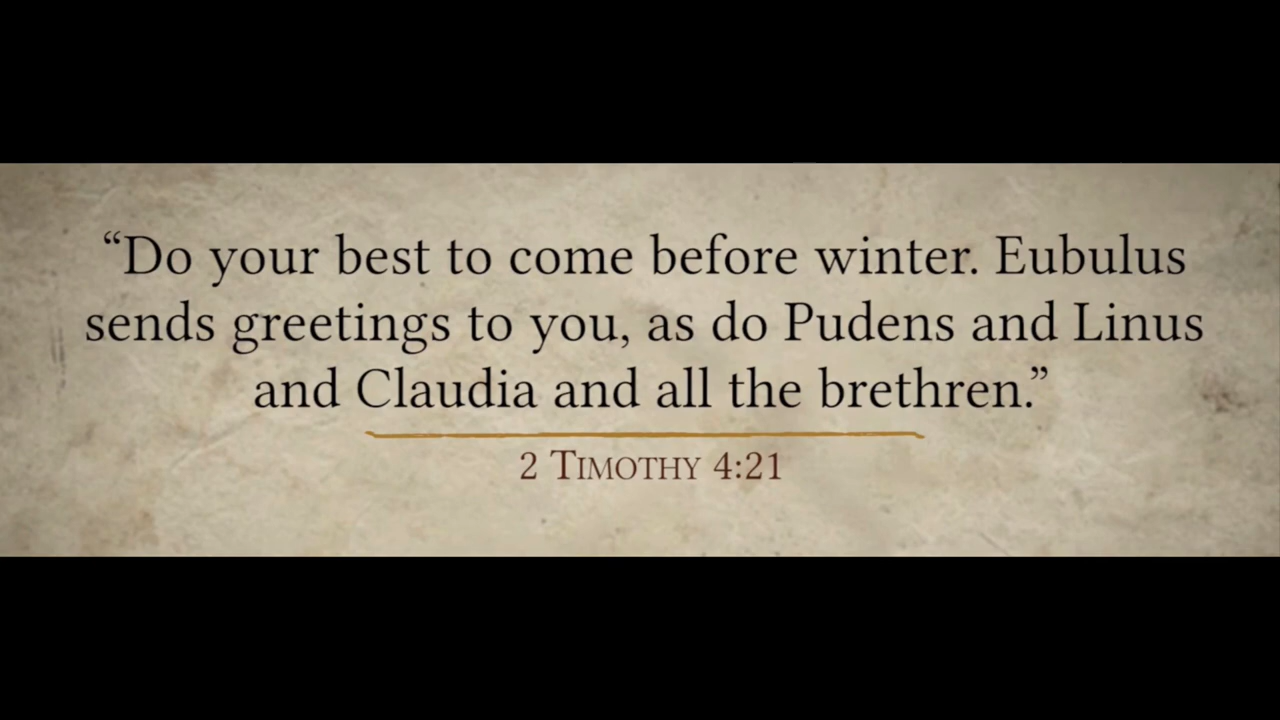 “Do your best to come before winter. Eubulus
sends greetings to you, as do Pudens and Linus
and Claudia and all the brethren.”
2 TIMOTHY 4:21